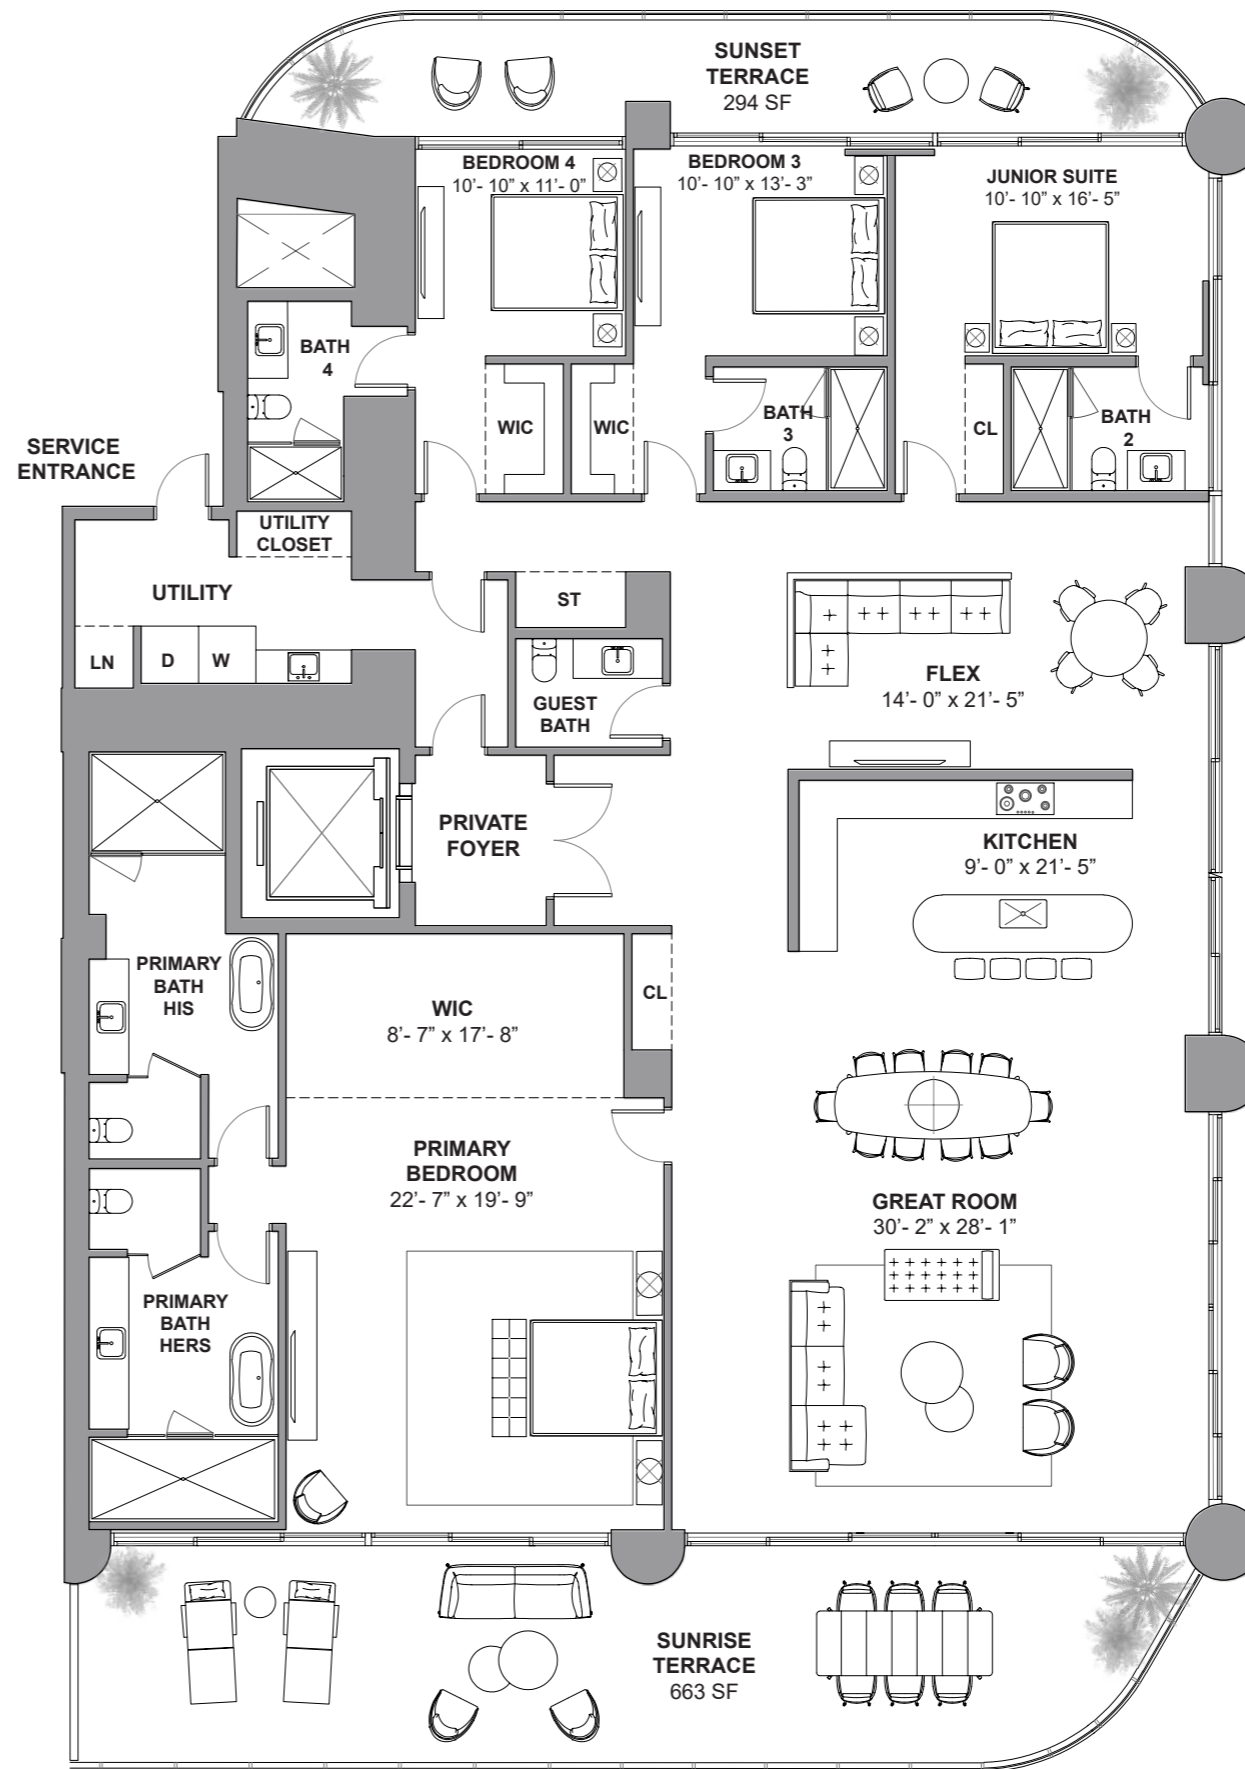 SUNSET
TERRACE
294 SF
BEDROOM 4
10’- 10” x 11’- 0”
BEDROOM 3
10’- 10” x 13’- 3”
JUNIOR SUITE
10’- 10” x 16’- 5”
BATH
4
WIC
WIC
BATH
3
CL
BATH
2
SERVICE
ENTRANCE
UTILITY
CLOSET
UTILITY
ST
LN
D
W
GUEST
BATH
FLEX
14’- 0” x 21’- 5”
PRIVATE
FOYER
KITCHEN
9’- 0” x 21’- 5”
PRIMARY
BATH
HIS
WIC
8’- 7” x 17’- 8”
CL
PRIMARY
BEDROOM
22’- 7” x 19’- 9”
GREAT ROOM
30’- 2” x 28’- 1”
PRIMARY
BATH
HERS
SUNRISE
TERRACE
663 SF